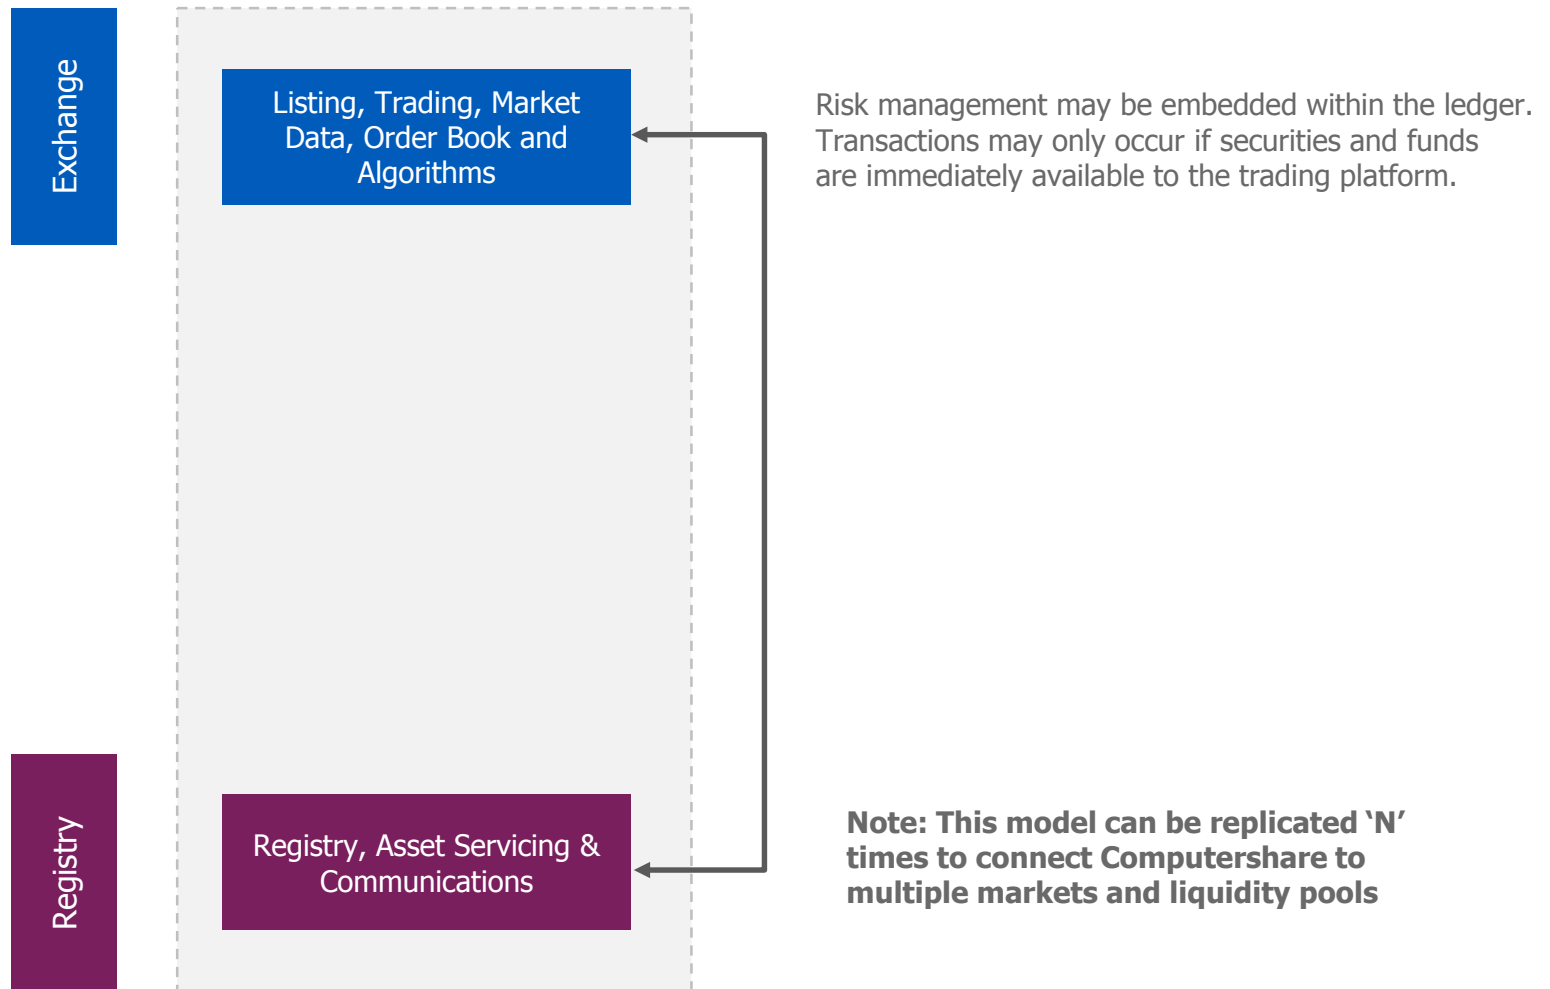 Exchange
Listing, Trading, Market
Data, Order Book and
Algorithms
Risk management may be embedded within the ledger.
Transactions may only occur if securities and funds
are immediately available to the trading platform.
Registry
Registry, Asset Servicing &
Communications
Note: This model can be replicated ‘N’
times to connect Computershare to
multiple markets and liquidity pools